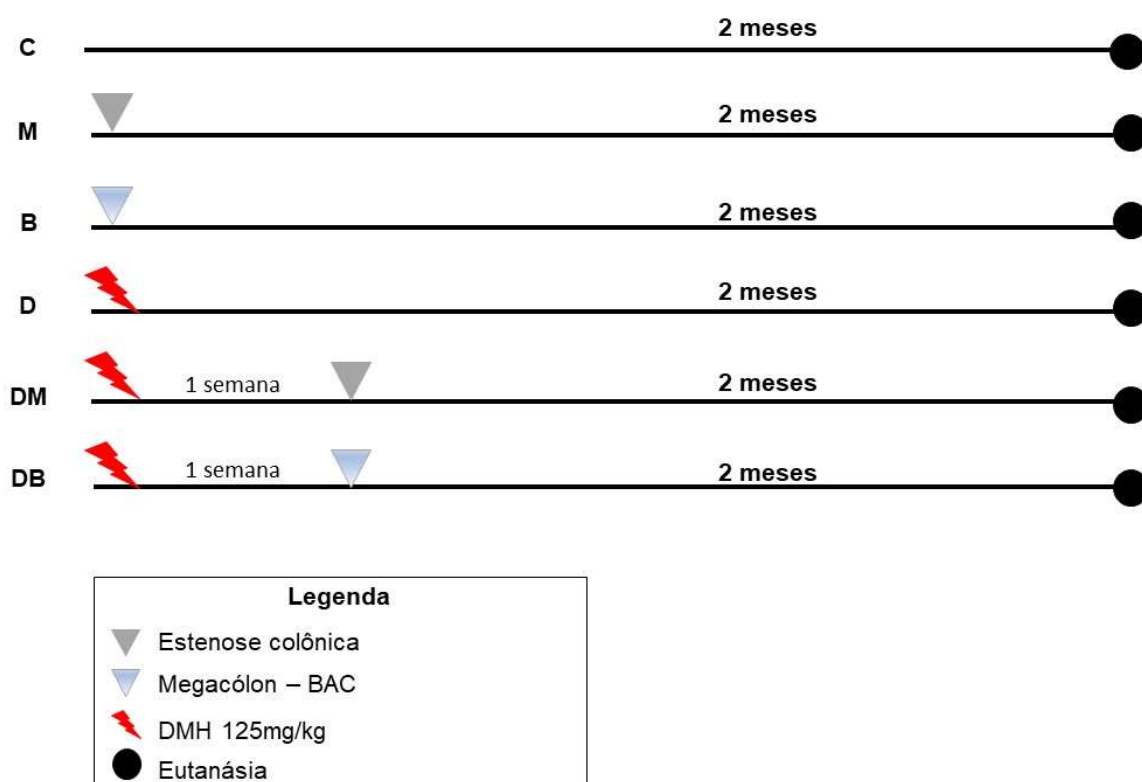 C 2 meses
M 2 meses
B 2 meses
D 2 meses
DM 1 semana 2 meses
DB 1 semana 2 meses
Legenda
Estenose colônica
Megacólon – BAC
DMH 125mg/kg
Eutanásia